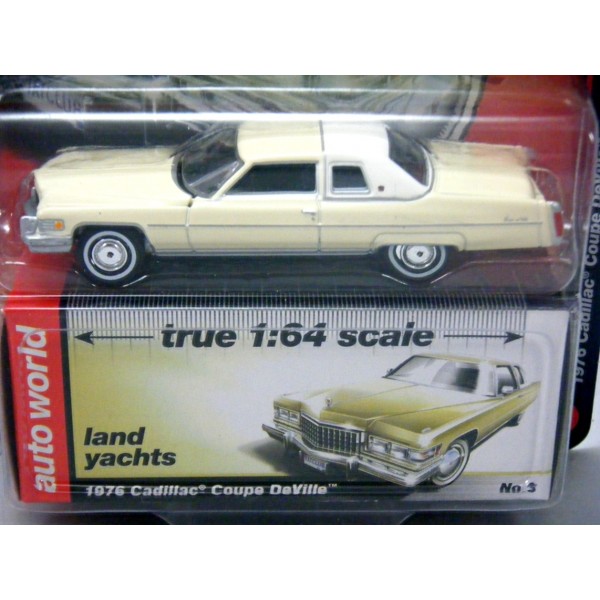 auto world
true 1:64 scale
land
yachts
1976 Cadillac® Coupe DeVille™
No.3
1976 Cadillac® Coupe DeVille